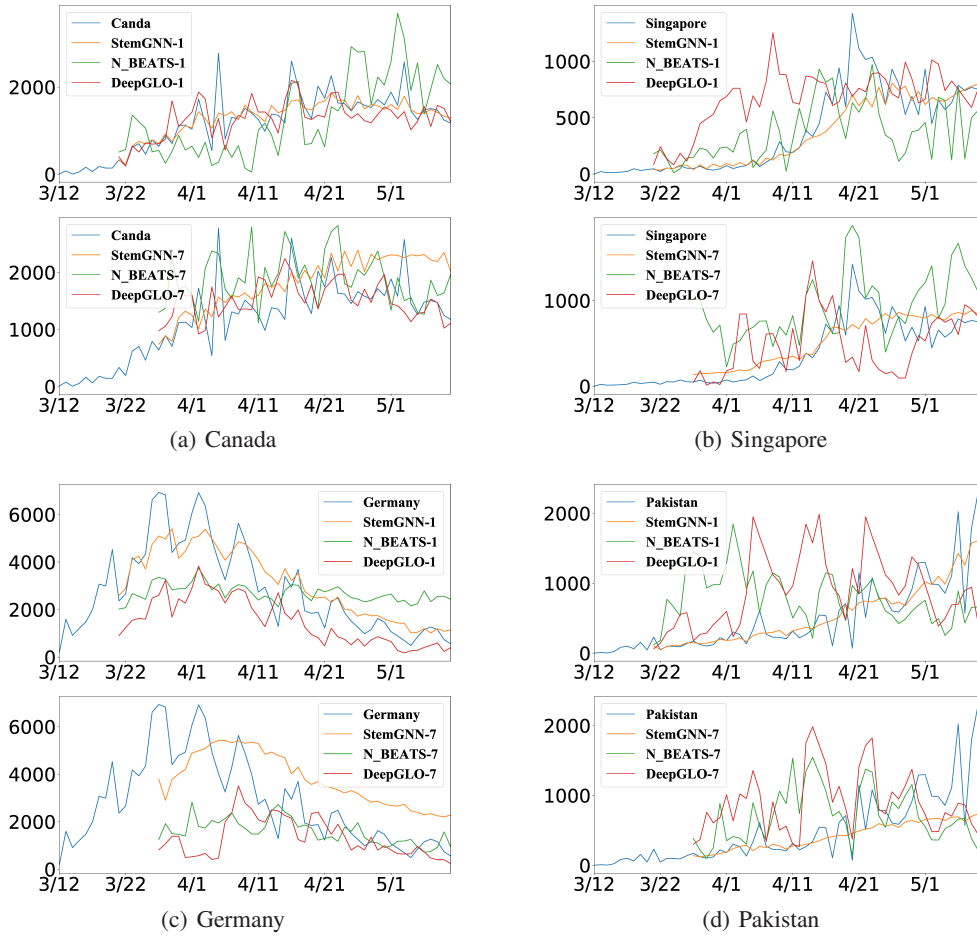 Canda
StemGNN-1
N_BEATS-1
DeepGLO-1
2000
0
3/12 3/22 4/1 4/11 4/21 5/1
Canda
StemGNN-7
N_BEATS-7
DeepGLO-7
2000
1000
0
3/12 3/22 4/1 4/11 4/21 5/1
(a) Canada
Singapore
StemGNN-1
N_BEATS-1
DeepGLO-1
1000
500
0
3/12 3/22 4/1 4/11 4/21 5/1
Singapore
StemGNN-7
N_BEATS-7
DeepGLO-7
1000
0
3/12 3/22 4/1 4/11 4/21 5/1
(b) Singapore
Germany
StemGNN-1
N_BEATS-1
DeepGLO-1
6000
4000
2000
0
3/12 3/22 4/1 4/11 4/21 5/1
Germany
StemGNN-7
N_BEATS-7
DeepGLO-7
6000
4000
2000
0
3/12 3/22 4/1 4/11 4/21 5/1
(c) Germany
Pakistan
StemGNN-1
N_BEATS-1
DeepGLO-1
2000
1000
0
3/12 3/22 4/1 4/11 4/21 5/1
Pakistan
StemGNN-7
N_BEATS-7
DeepGLO-7
2000
1000
0
3/12 3/22 4/1 4/11 4/21 5/1
(d) Pakistan